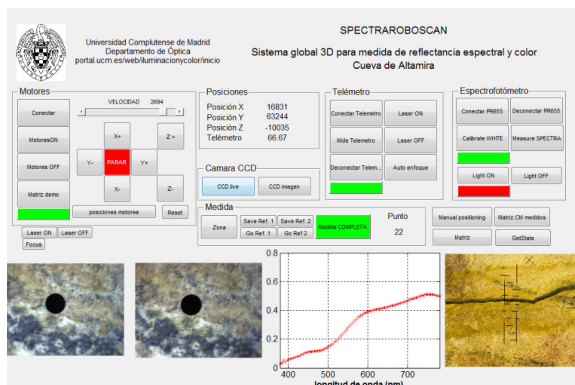 SPECTRAROBOSCAN
Universidad Complutense de Madrid
Departamento de Óptica
portal.ucm.es/web/iluminacionycolor/inicio
Sistema global 3D para medida de reflectancia espectral y color
Cueva de Altamira
Motores
Conectar
MotoresON
Motores OFF
Matriz demo
VELOCIDAD 2694
X+
Z +
Y-
PARAR
Y+
X-
Z-
posiciones motores
Reset
Laser ON
Laser OFF
Focus
Posiciones
Posición X 16831
Posición Y 63244
Posición Z -10035
Telémetro 66.67
Camara CCD
CCD live
CCD imagen
Telémetro
Conectar Telemetro
Laser ON
Mide Telemetro
Laser OFF
Deconectar Telem...
Auto enfoque
Espectrofotómetro
Conectar PR655
Deconectar PR655
Calibrate WHITE
Measure SPECTRA
Light ON
Light OFF
Medida
Zona
Save Ref. 1
Save Ref. 2
Go Ref. 1
Go Ref 2
Medida COMPLETA
Punto
22
Manual positioning
Matriz CM medidos
Matriz
GetState
0.8
0.6
0.4
0.2
0
400 500 600 700
longitud de onda (nm)